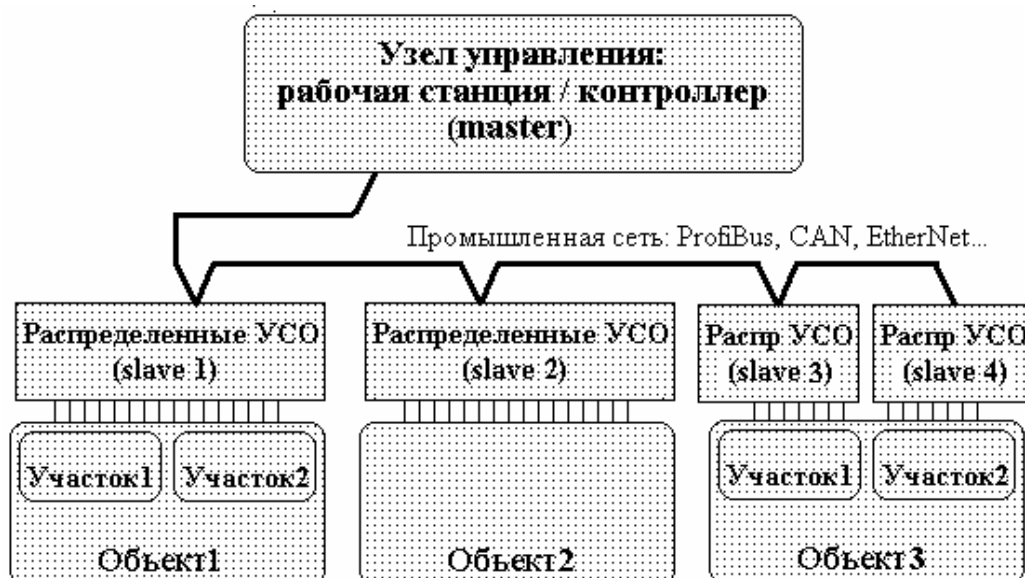 Узел управления:
рабочая станция / контроллер
(master)
Промышленная сеть: ProfiBus, CAN, EtherNet...
Распределенные УСО
(slave 1)
Распределенные УСО
(slave 2)
Распр УСО
(slave 3)
Распр УСО
(slave 4)
Участок1
Участок2
Объект1
Объект2
Участок1
Участок2
Объект3